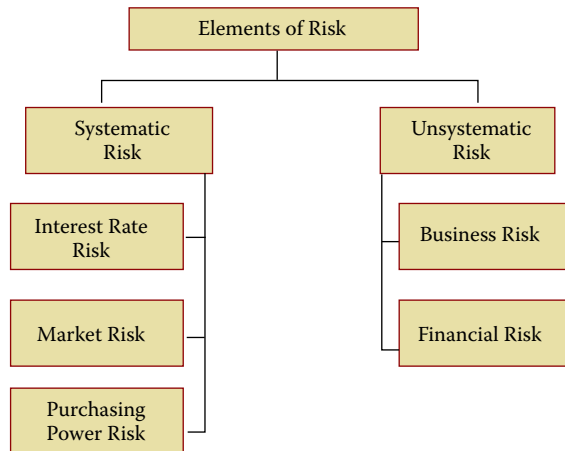 Elements of Risk
Systematic
Risk
Unsystematic
Risk
Interest Rate
Risk
Business Risk
Market Risk
Financial Risk
Purchasing
Power Risk